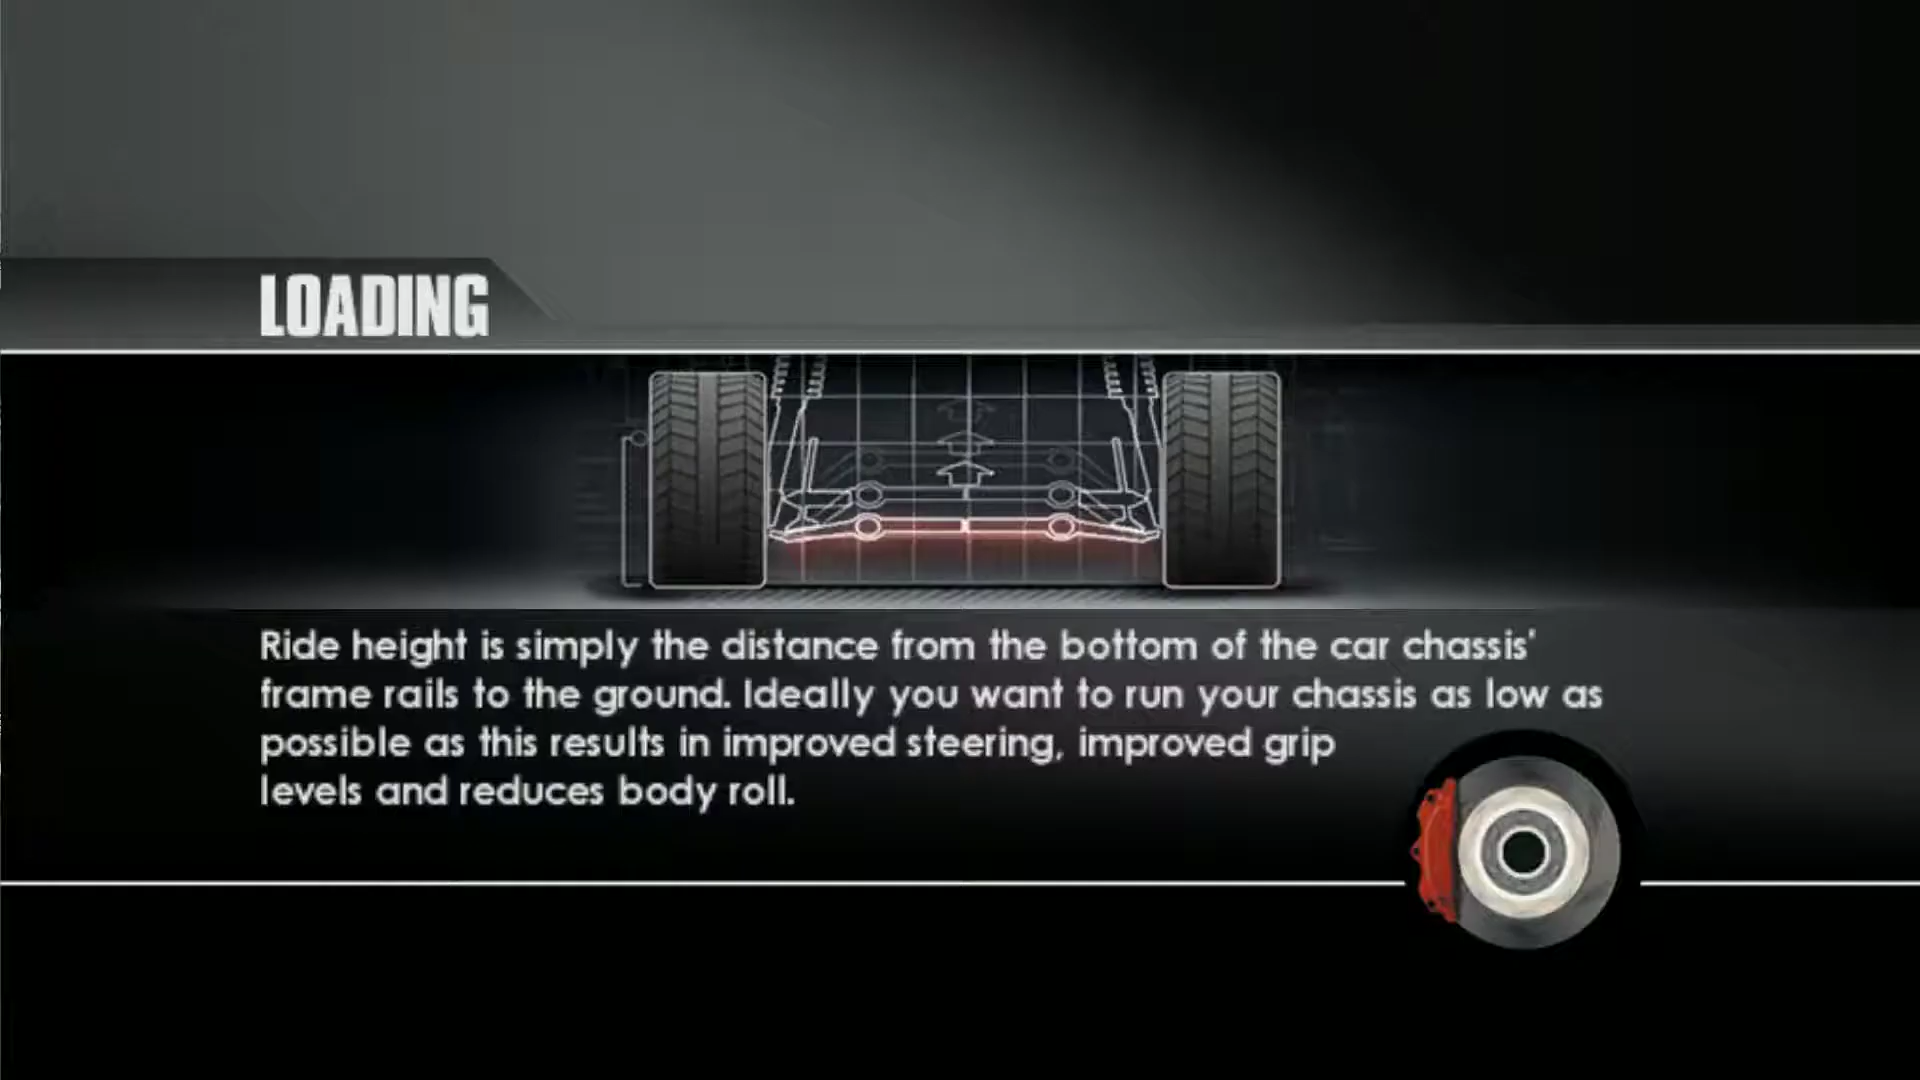 LOADING
Ride height is simply the distance from the bottom of the car chassis'
frame rails to the ground. Ideally you want to run your chassis as low as
possible as this results in improved steering, improved grip
levels and reduces body roll.